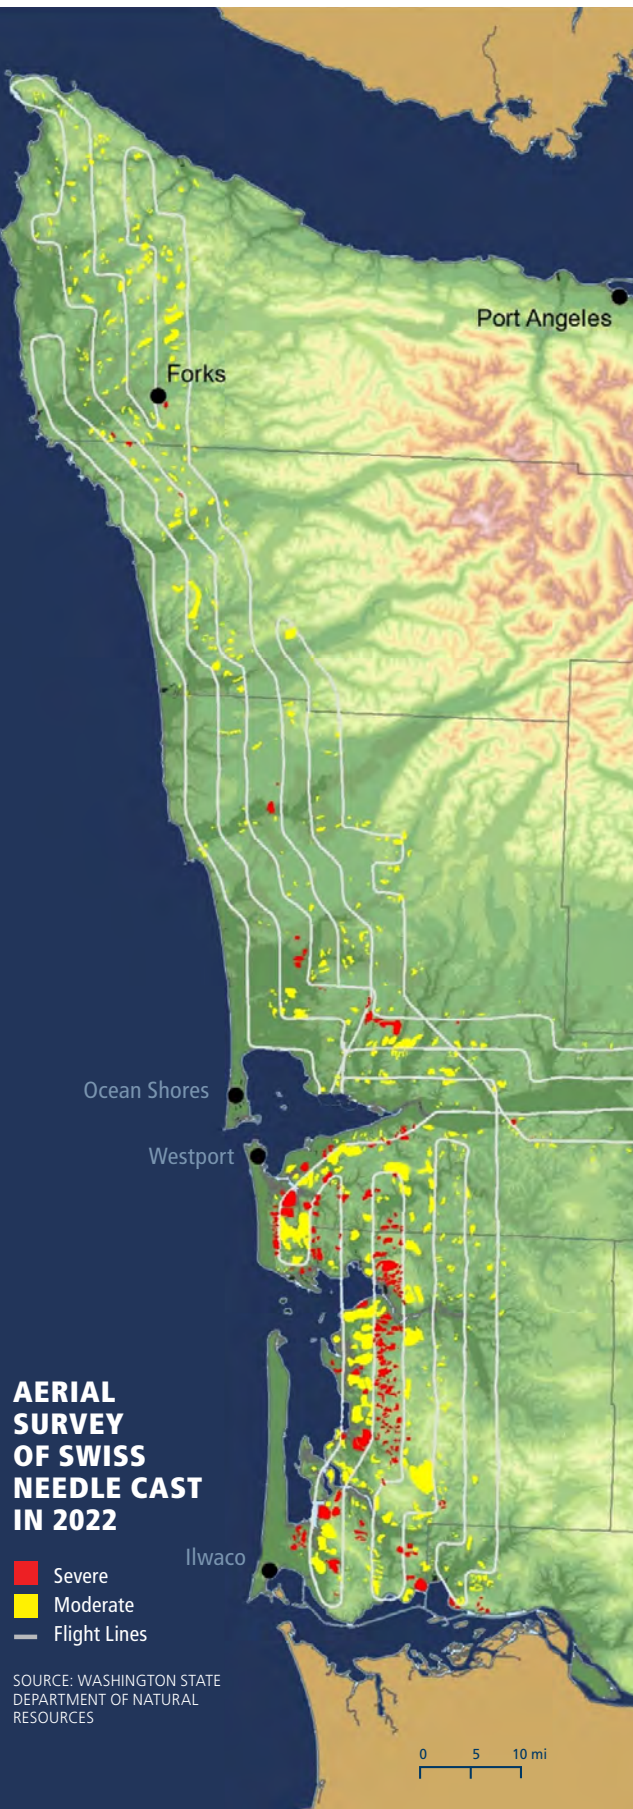 Port Angeles
Forks
Ocean Shores
Westport
AERIAL
SURVEY
OF SWISS
NEEDLE CAST
IN 2022
Ilwaco
Severe
Moderate
Flight Lines
SOURCE: WASHINGTON STATE
DEPARTMENT OF NATURAL
RESOURCES
0 5 10 mi